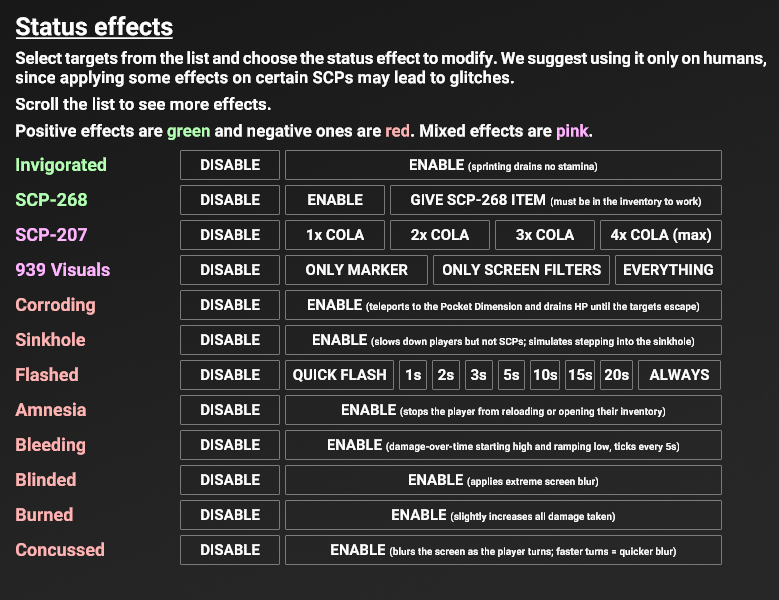 Status effects
Select targets from the list and choose the status effect to modify. We suggest using it only on humans,
since applying some effects on certain SCPs may lead to glitches.
Scroll the list to see more effects.
Positive effects are green and negative ones are red. Mixed effects are pink.
Invigorated DISABLE ENABLE (sprinting drains no stamina)
SCP-268 DISABLE ENABLE GIVE SCP-268 ITEM (must be in the inventory to work)
SCP-207 DISABLE 1x COLA 2x COLA 3x COLA 4x COLA (max)
939 Visuals DISABLE ONLY MARKER ONLY SCREEN FILTERS EVERYTHING
Corroding DISABLE ENABLE (teleports to the Pocket Dimension and drains HP until the targets escape)
Sinkhole DISABLE ENABLE (slows down players but not SCPs; simulates stepping into the sinkhole)
Flashed DISABLE QUICK FLASH 1s 2s 3s 5s 10s 15s 20s ALWAYS
Amnesia DISABLE ENABLE (stops the player from reloading or opening their inventory)
Bleeding DISABLE ENABLE (damage-over-time starting high and ramping low, ticks every 5s)
Blinded DISABLE ENABLE (applies extreme screen blur)
Burned DISABLE ENABLE (slightly increases all damage taken)
Concussed DISABLE ENABLE (blurs the screen as the player turns; faster turns = quicker blur)